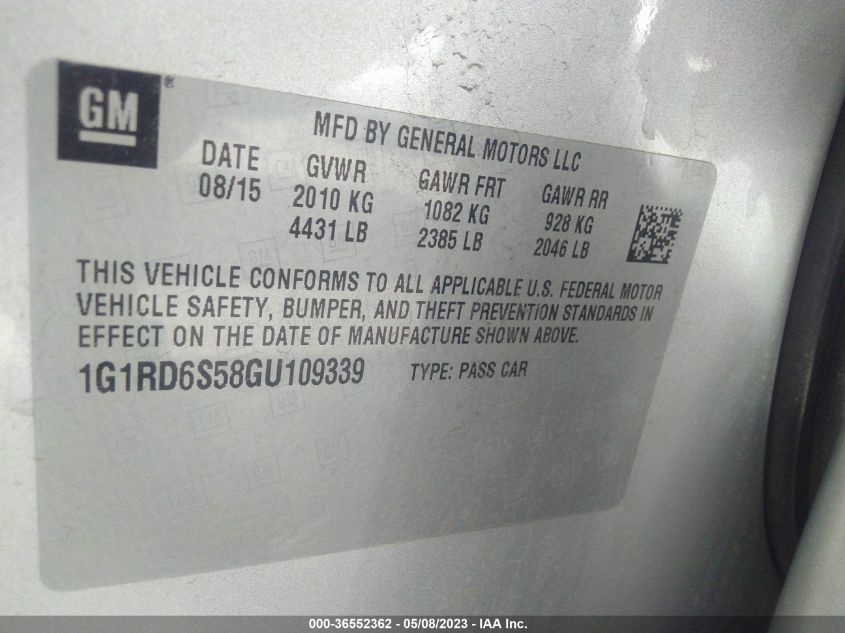 GM ®
MFD BY GENERAL MOTORS LLC
DATE GVWR GAWR FRT GAWR RR
08/15 2010 KG 1082 KG 928 KG
4431 LB 2385 LB 2046 LB
THIS VEHICLE CONFORMS TO ALL APPLICABLE U.S. FEDERAL MOTOR
VEHICLE SAFETY, BUMPER, AND THEFT PREVENTION STANDARDS IN
EFFECT ON THE DATE OF MANUFACTURE SHOWN ABOVE.
1G1RD6S58GU109339 TYPE: PASS CAR
000-36552362 - 05/08/2023 - IAA Inc.